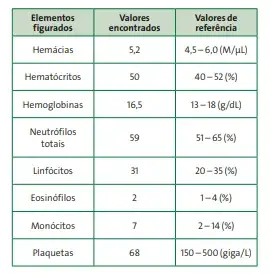 Elementos figurados Valores encontrados Valores de referência
Hemácias 5,2 4,5 – 6,0 (M/µL)
Hematócritos 50 40 – 52 (%)
Hemoglobinas 16,5 13 – 18 (g/dL)
Neutrófilos totais 59 51 – 65 (%)
Linfócitos 31 20 – 35 (%)
Eosinófilos 2 1 – 4 (%)
Monócitos 7 2 – 14 (%)
Plaquetas 68 150 – 500 (giga/L)